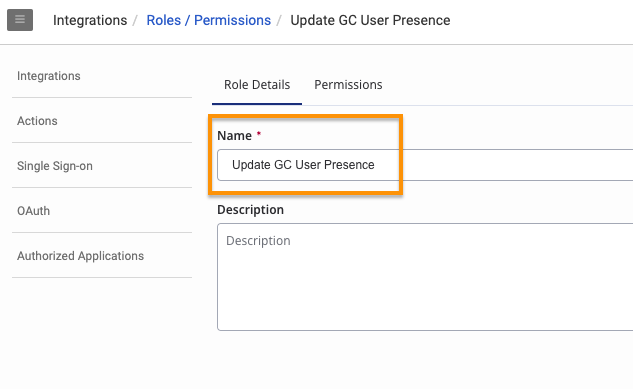 Integrations / Roles / Permissions / Update GC User Presence
Integrations
Actions
Single Sign-on
OAuth
Authorized Applications
Role Details Permissions
Name *
Update GC User Presence
Description
Description